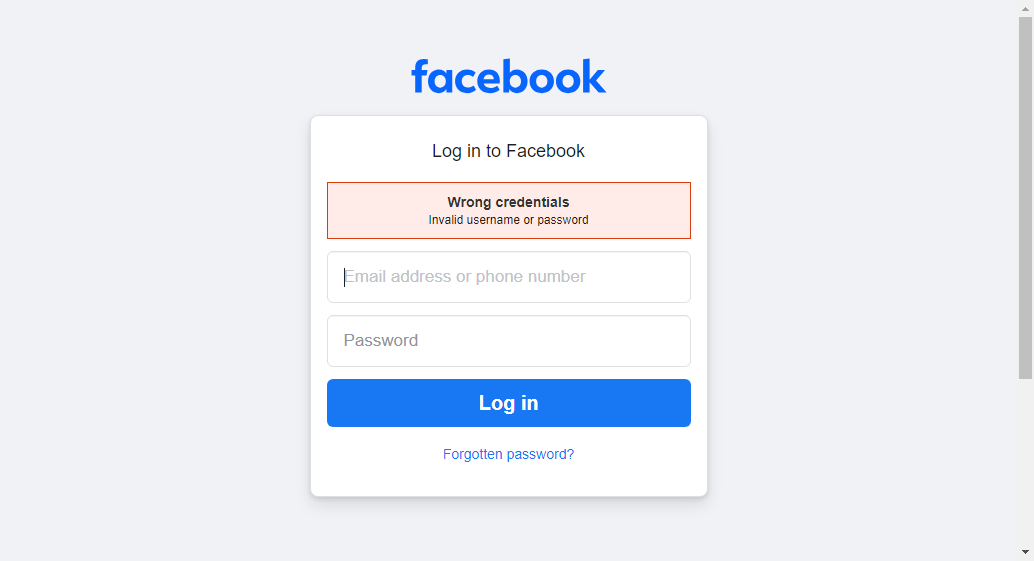 facebook
Log in to Facebook
Wrong credentials
Invalid username or password
Email address or phone number
Password
Log in
Forgotten password?